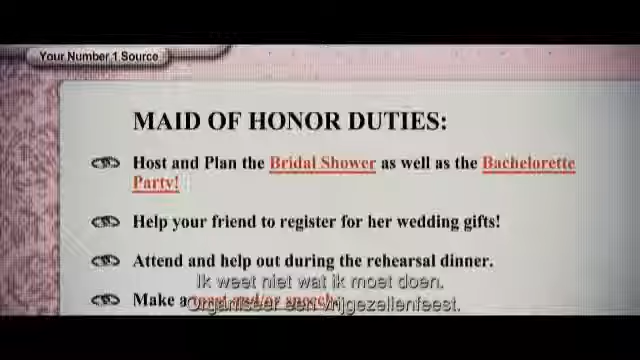 Your Number 1 Source
MAID OF HONOR DUTIES:
Host and Plan the Bridal Shower as well as the Bachelorette
Party!
Help your friend to register for her wedding gifts!
Attend and help out during the rehearsal dinner.
Ik weet niet wat ik moet doen.
Make a
Organiseer een vrijgezellenfeest.